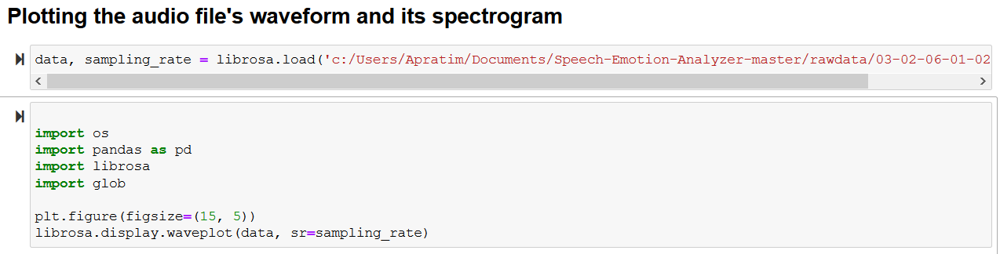 Plotting the audio file's waveform and its spectrogram
data, sampling_rate = librosa.load('c:/Users/Apratim/Documents/Speech-Emotion-Analyzer-master/rawdata/03-02-06-01-02
import os
import pandas as pd
import librosa
import glob
plt.figure(figsize=(15, 5))
librosa.display.waveplot(data, sr=sampling_rate)